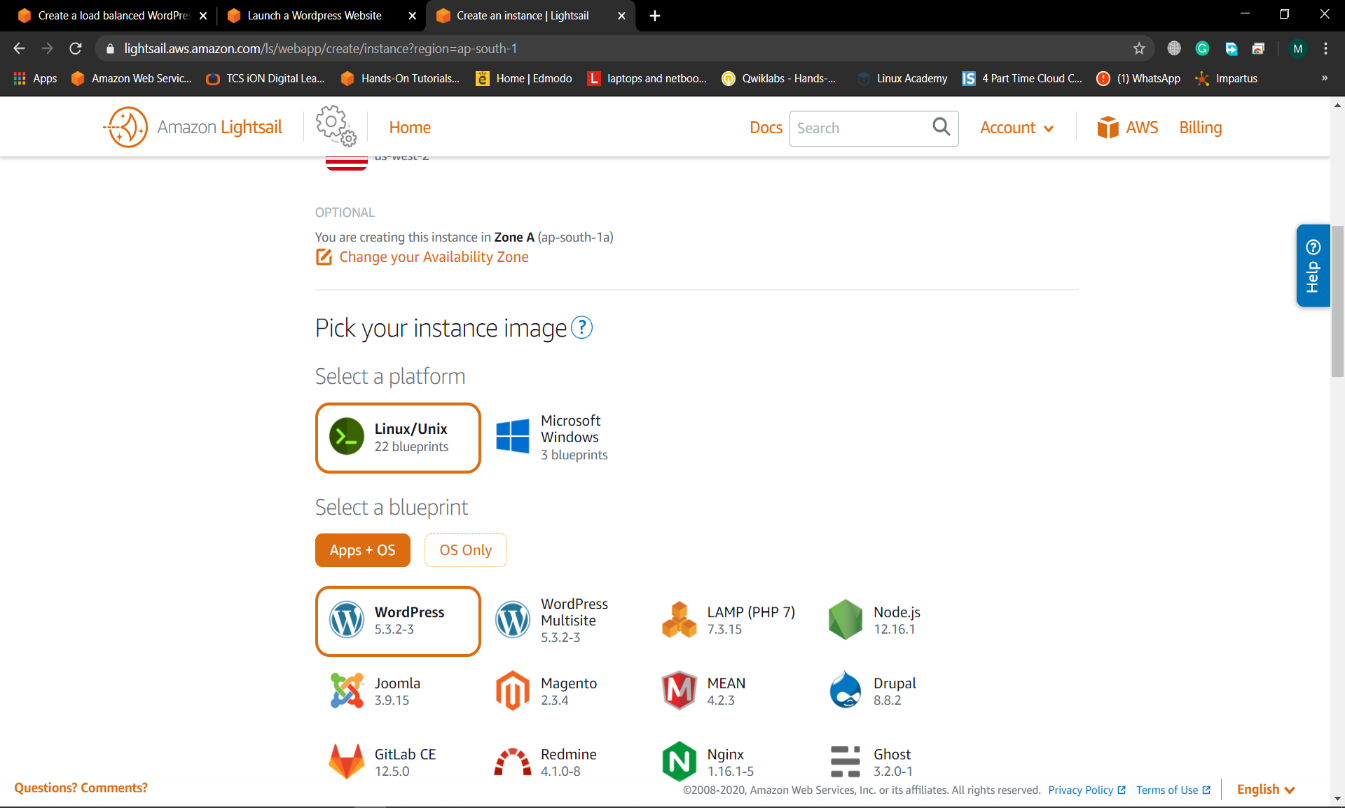 Create a load balanced WordPres
Launch a Wordpress Website
Create an instance | Lightsail
lightsail.aws.amazon.com/ls/webapp/create/instance?region=ap-south-1
M
Apps
Amazon Web Servic...
TCS iON Digital Lea...
Hands-On Tutorials...
Home | Edmodo
laptops and netboo...
Qwiklabs - Hands-...
Linux Academy
4 Part Time Cloud C...
(1) WhatsApp
Impartus
»
Amazon Lightsail
Home
Docs
Search
Account
AWS
Billing
us-west-2
OPTIONAL
You are creating this instance in Zone A (ap-south-1a)
Change your Availability Zone
Help ?
Pick your instance image ?
Select a platform
Linux/Unix
22 blueprints
Microsoft
Windows
3 blueprints
Select a blueprint
Apps + OS
OS Only
WordPress
5.3.2-3
WordPress
Multisite
5.3.2-3
LAMP (PHP 7)
7.3.15
Node.js
12.16.1
Joomla
3.9.15
Magento
2.3.4
MEAN
4.2.3
Drupal
8.8.2
GitLab CE
12.5.0
Redmine
4.1.0-8
Nginx
1.16.1-5
Ghost
3.2.0-1
Questions? Comments?
©2008-2020, Amazon Web Services, Inc. or its affiliates. All rights reserved.
Privacy Policy
Terms of Use
English